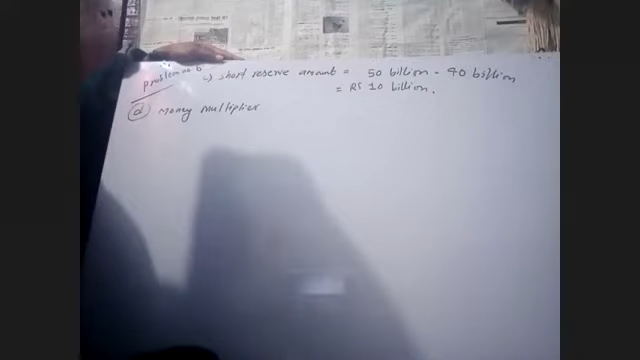 problem no 6 c) short reserve amount = 50 billion - 40 billion
= RS 10 billion.
(d) Money Multiplier